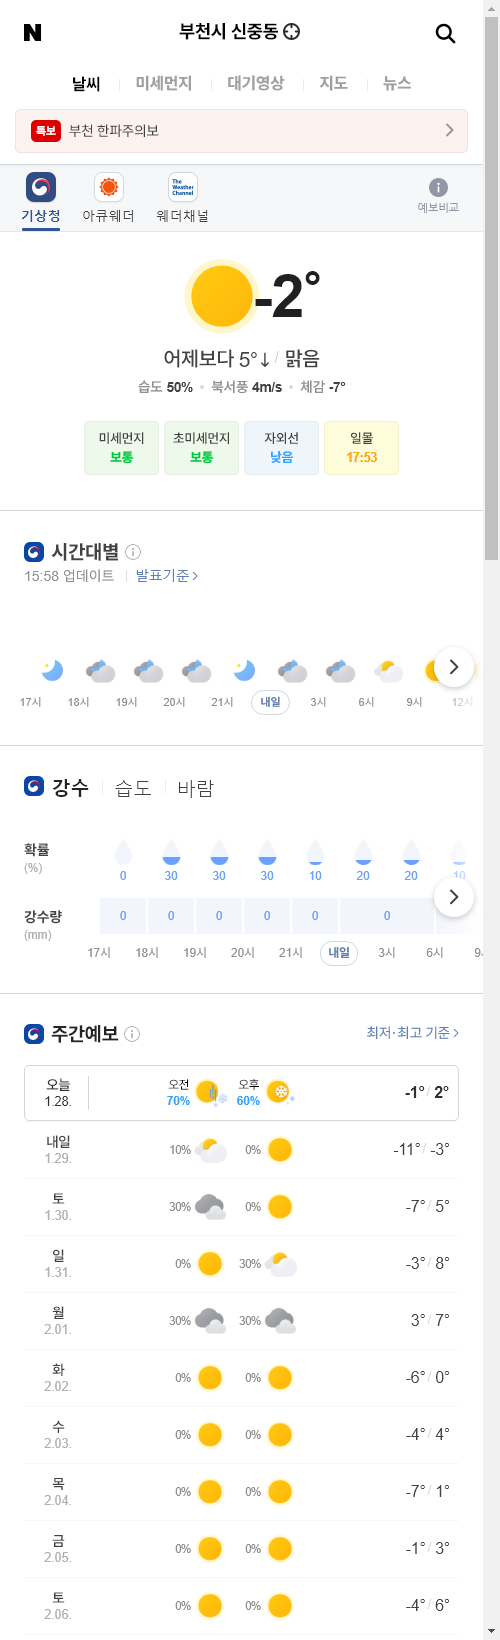 N
부천시 신중동
날씨 미세먼지 대기영상 지도 뉴스
특보 부천 한파주의보
The Weather Channel
기상청 아큐웨더 웨더채널 예보비교
-2°
어제보다 5°↓ / 맑음
습도 50% • 북서풍 4m/s • 체감 -7°
미세먼지 초미세먼지 자외선 일몰
보통 보통 낮음 17:53
시간대별
15:58 업데이트 발표기준
17시 18시 19시 20시 21시 내일 3시 6시 9시 12시
강수 습도 바람
확률
(%)
0 30 30 30 10 20 20 10
강수량
(mm)
0 0 0 0 0 0
17시 18시 19시 20시 21시 내일 3시 6시
주간예보 최저·최고 기준
오늘 오전 오후
1.28. 70% 60% -1° / 2°
내일
1.29. 10% 0% -11° / -3°
토
1.30. 30% 0% -7° / 5°
일
1.31. 0% 30% -3° / 8°
월
2.01. 30% 30% 3° / 7°
화
2.02. 0% 0% -6° / 0°
수
2.03. 0% 0% -4° / 4°
목
2.04. 0% 0% -7° / 1°
금
2.05. 0% 0% -1° / 3°
토
2.06. 0% 0% -4° / 6°